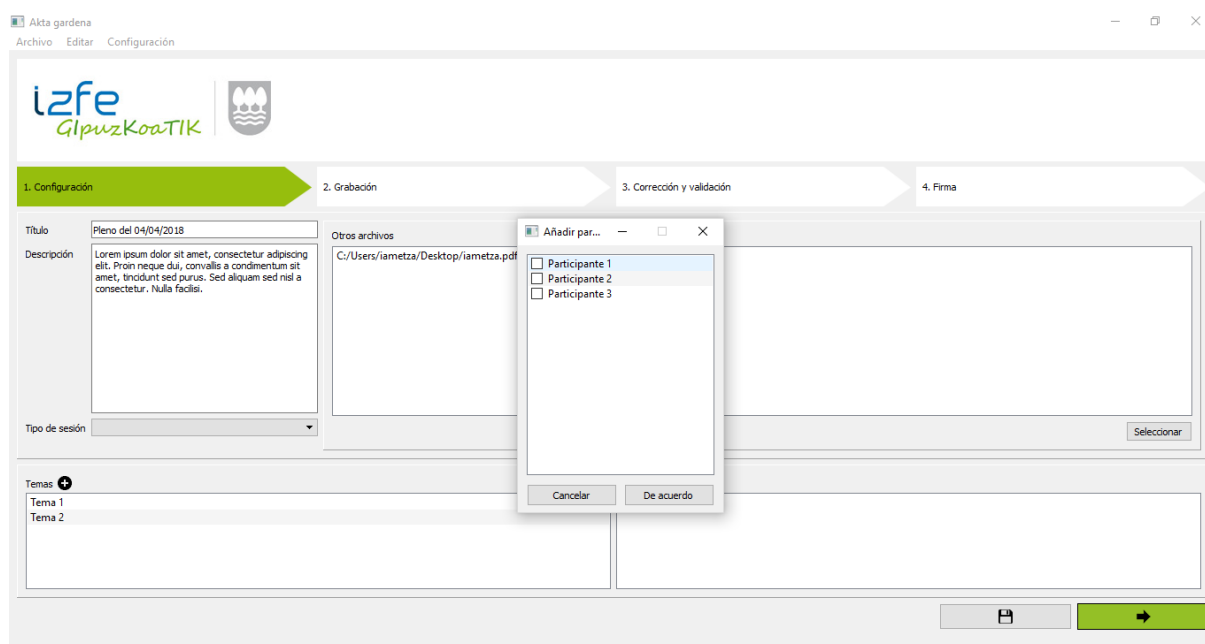 Akta gardena
Archivo Editar Configuración
izfe
GIpuzKoaTIK
1. Configuración
2. Grabación
3. Corrección y validación
4. Firma
Título
Pleno del 04/04/2018
Descripción
Lorem ipsum dolor sit amet, consectetur adipiscing
elit. Proin neque dui, convallis a condimentum sit
amet, tincidunt sed purus. Sed aliquam sed nisl a
consectetur. Nulla facilisi.
Tipo de sesión
Otros archivos
C:/Users/iametza/Desktop/iametza.pdf
Seleccionar
Añadir par...
Participante 1
Participante 2
Participante 3
Cancelar
De acuerdo
Temas
Tema 1
Tema 2